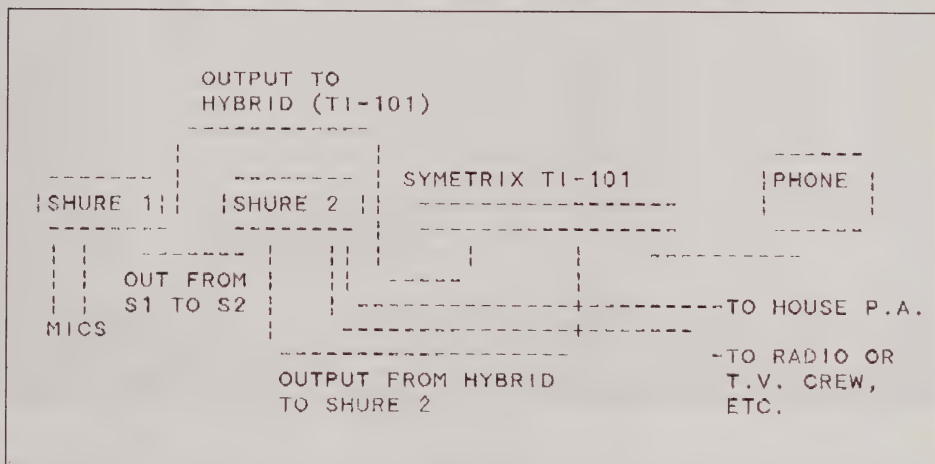 OUTPUT TO
HYBRID (TI-101)
SYMETRIX TI-101
PHONE
SHURE 1
SHURE 2
OUT FROM
S1 TO S2
MICS
TO HOUSE P.A.
OUTPUT FROM HYBRID
TO SHURE 2
TO RADIO OR
T.V. CREW,
ETC.